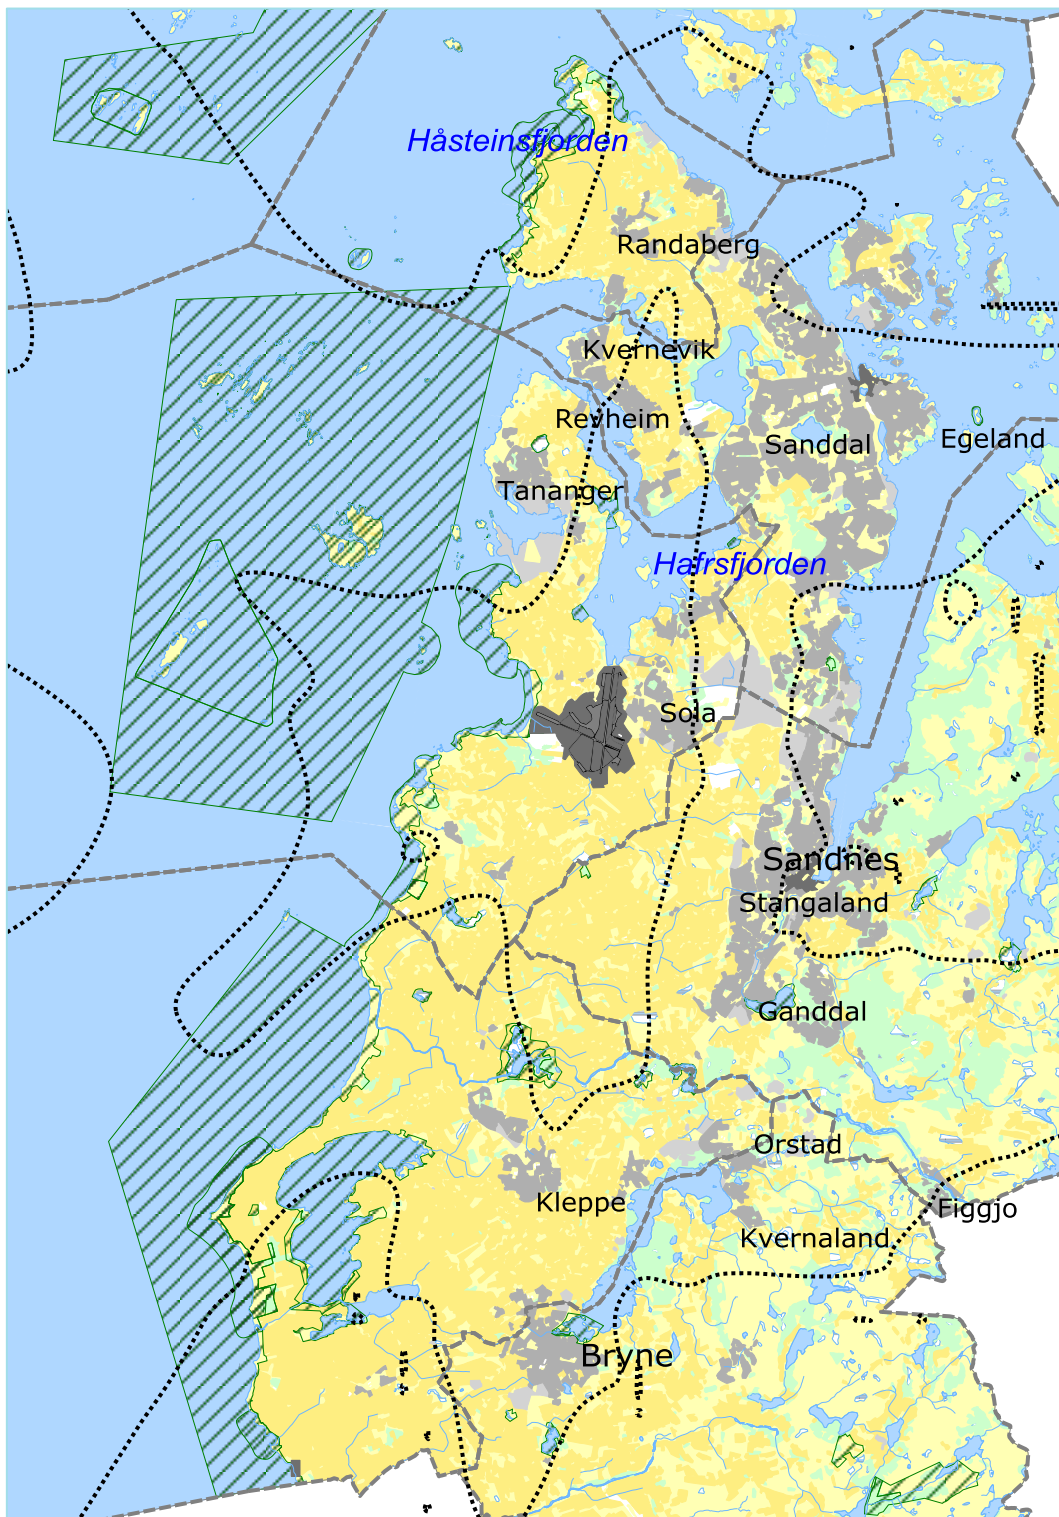 Håsteinsfjorden
Randaberg
Kvernevik
Revheim
Sanddal
Egeland
Tananger
Hafrsfjorden
Sola
Sandnes
Stangaland
Ganddal
Orstad
Kleppe
Figgjo
Kvernaland
Bryne